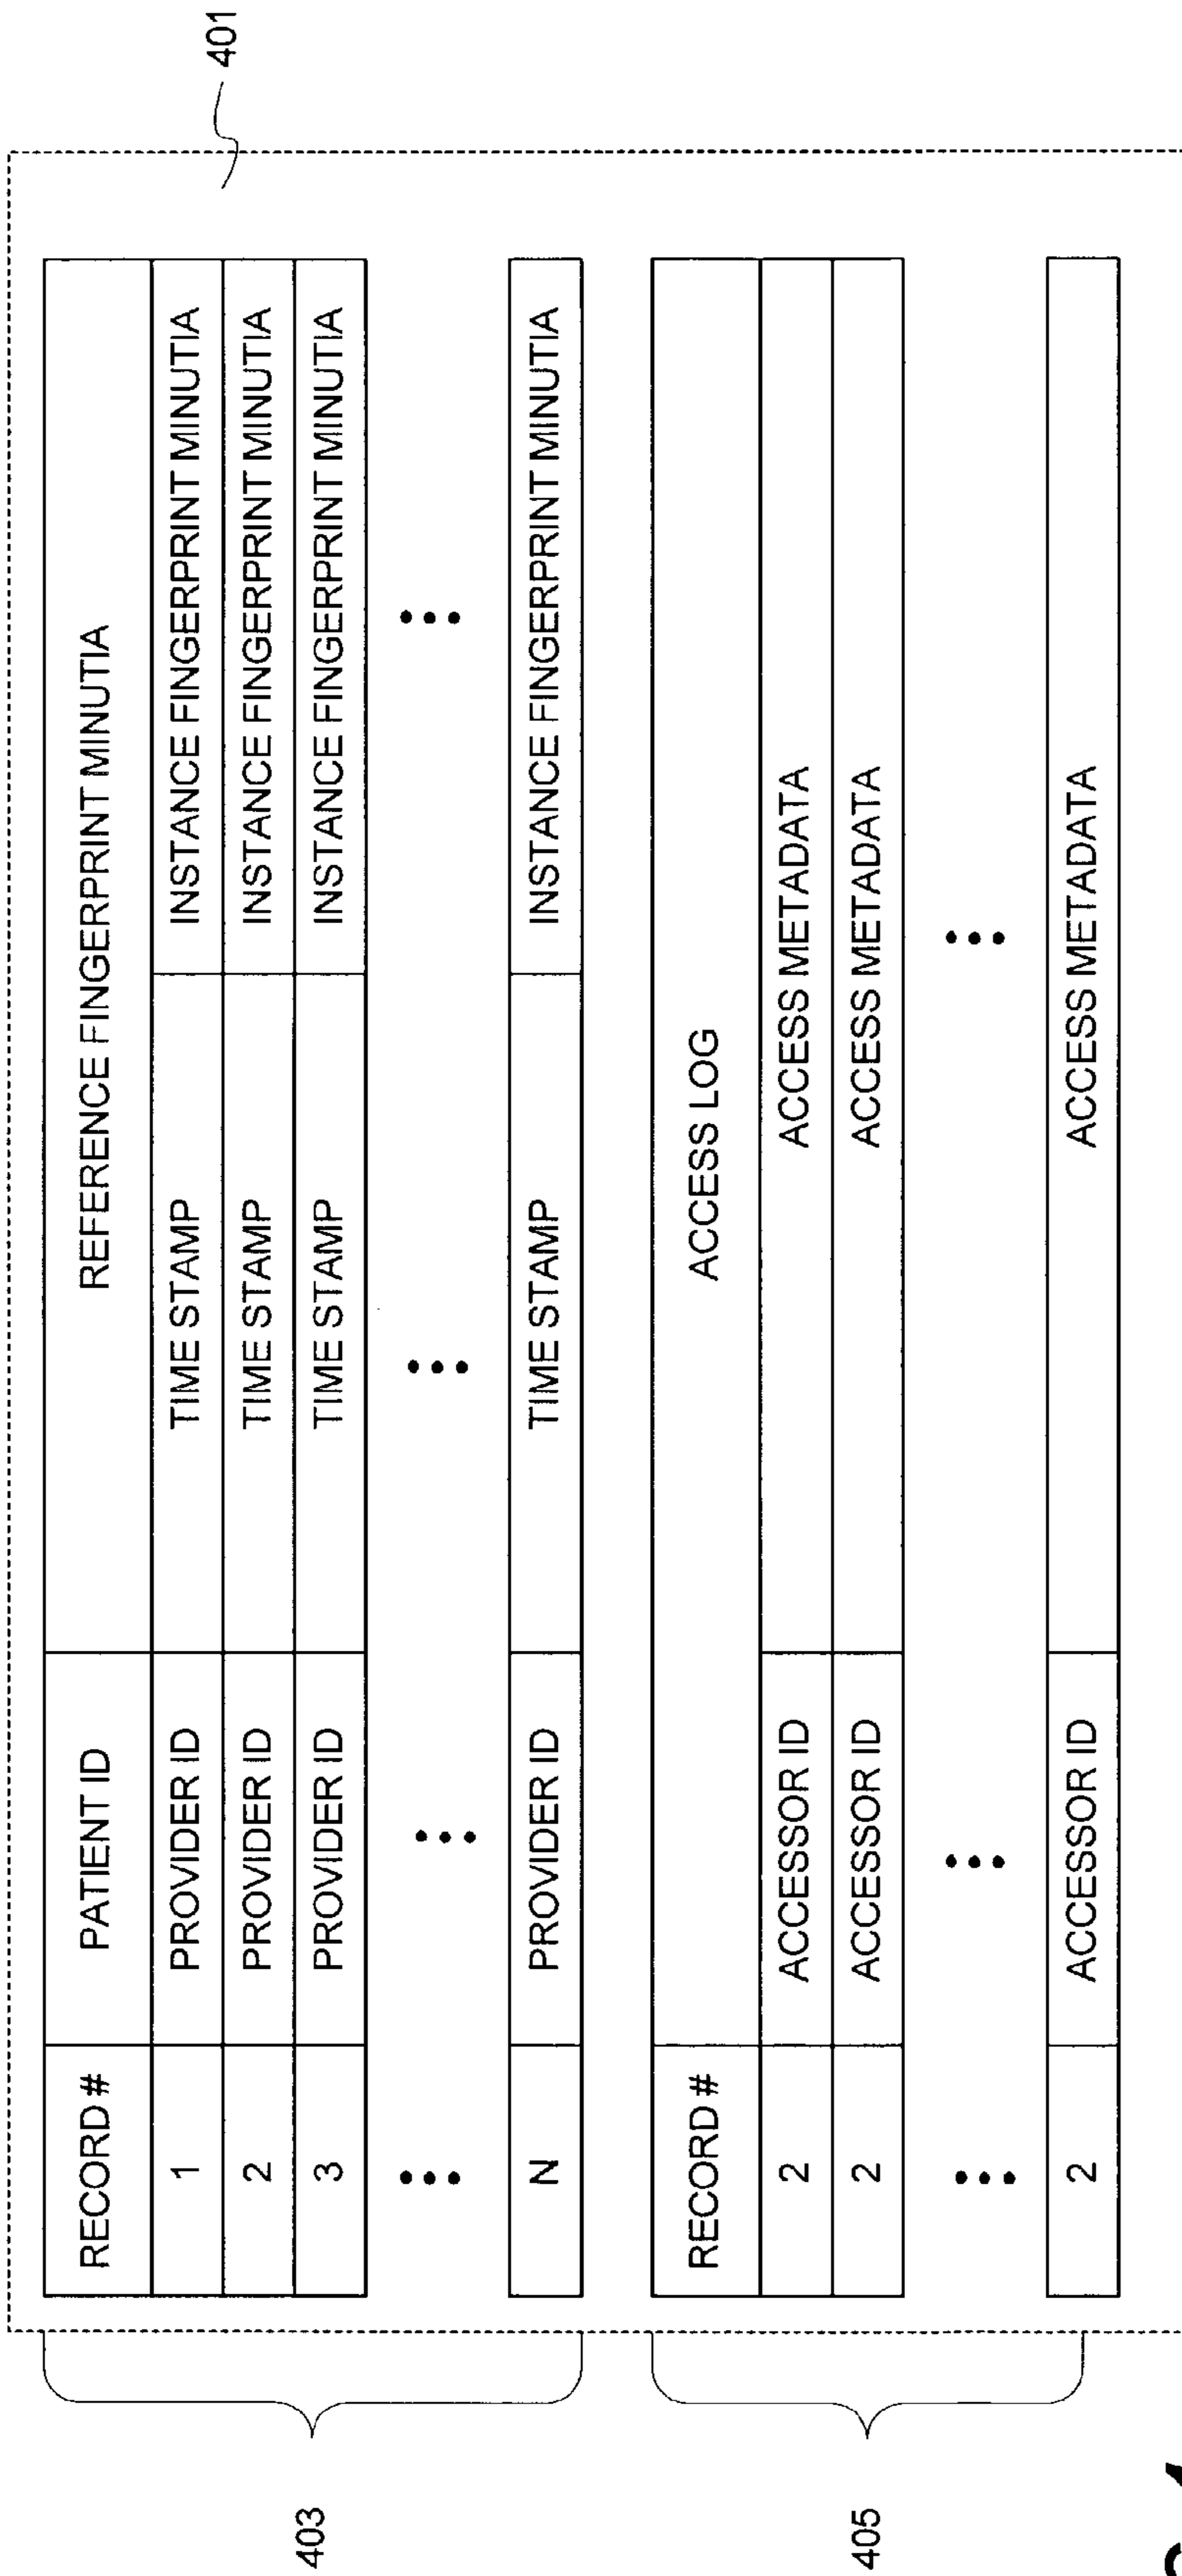 401
RECORD # PATIENT ID REFERENCE FINGERPRINT MINUTIA
1 PROVIDER ID TIME STAMP INSTANCE FINGERPRINT MINUTIA
2 PROVIDER ID TIME STAMP INSTANCE FINGERPRINT MINUTIA
3 PROVIDER ID TIME STAMP INSTANCE FINGERPRINT MINUTIA
N PROVIDER ID TIME STAMP INSTANCE FINGERPRINT MINUTIA
403
RECORD # ACCESS LOG
2 ACCESSOR ID ACCESS METADATA
2 ACCESSOR ID ACCESS METADATA
2 ACCESSOR ID ACCESS METADATA
405